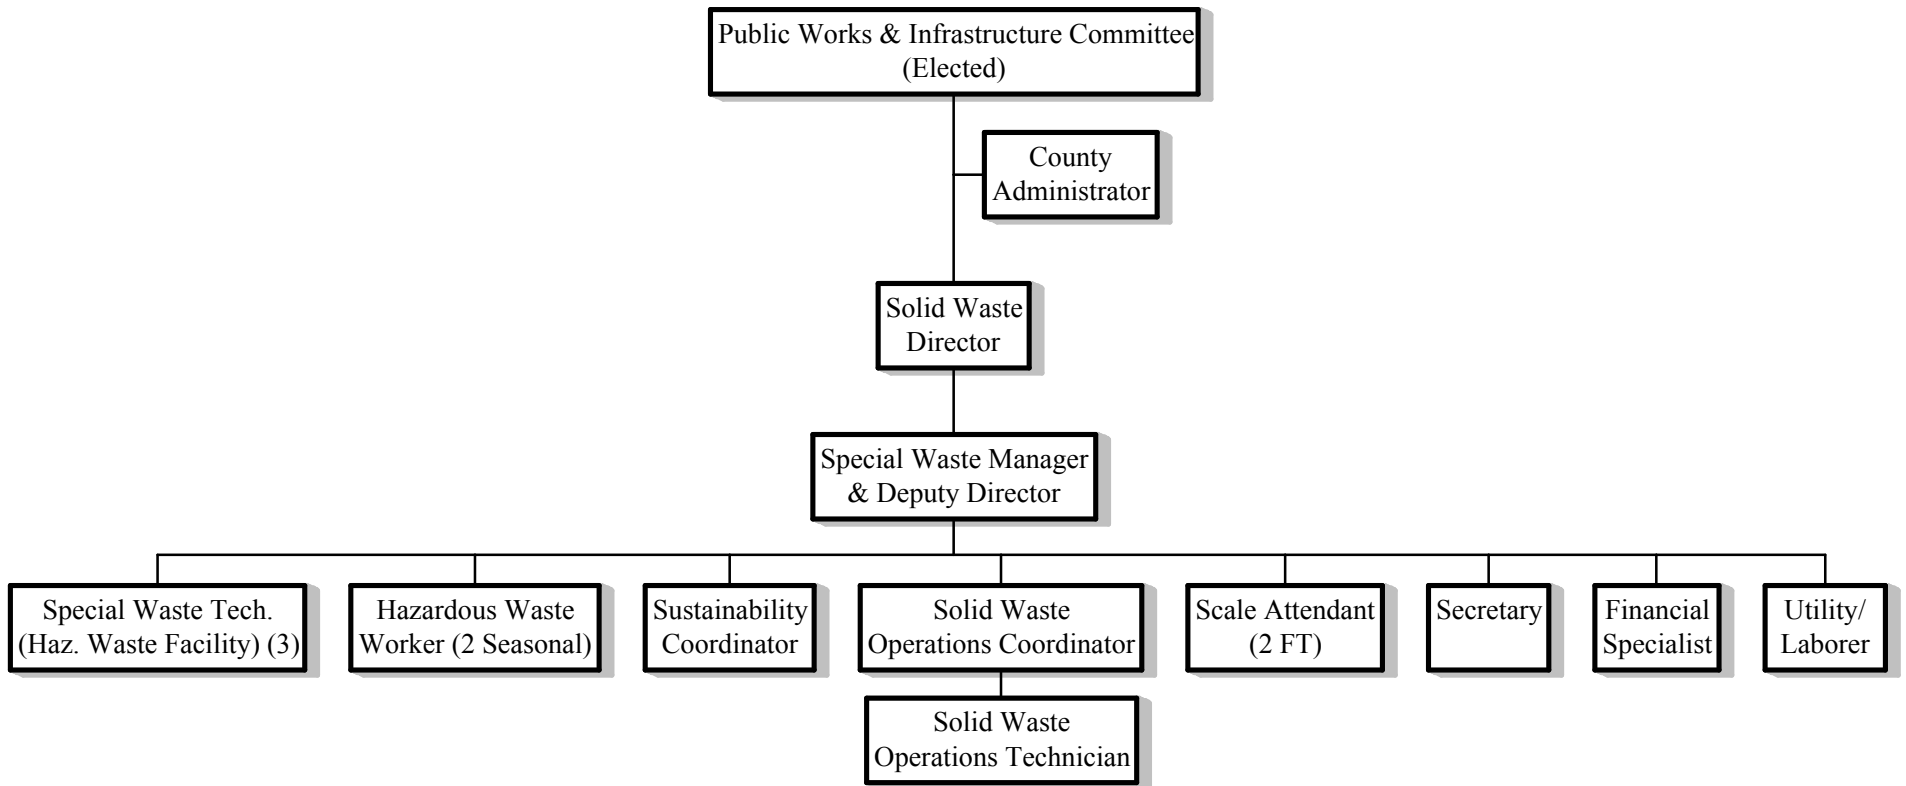 Public Works & Infrastructure Committee
(Elected)
County
Administrator
Solid Waste
Director
Special Waste Manager
& Deputy Director
Special Waste Tech.
(Haz. Waste Facility) (3)
Hazardous Waste
Worker (2 Seasonal)
Sustainability
Coordinator
Solid Waste
Operations Coordinator
Scale Attendant
(2 FT)
Secretary
Financial
Specialist
Utility/
Laborer
Solid Waste
Operations Technician